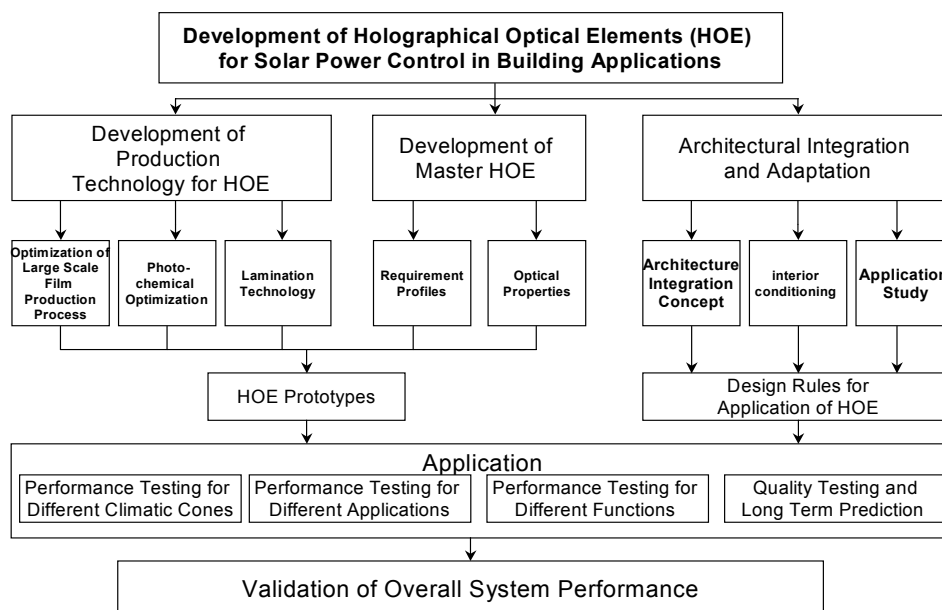 Development of Holographical Optical Elements (HOE)
for Solar Power Control in Building Applications
Development of
Production
Technology for HOE
Development of
Master HOE
Architectural Integration
and Adaptation
Optimization of
Large Scale
Film
Production
Process
Photo-
chemical
Optimization
Lamination
Technology
Requirement
Profiles
Optical
Properties
Architecture
Integration
Concept
interior
conditioning
Application
Study
HOE Prototypes
Design Rules for
Application of HOE
Application
Performance Testing for
Different Climatic Cones
Performance Testing for
Different Applications
Performance Testing for
Different Functions
Quality Testing and
Long Term Prediction
Validation of Overall System Performance